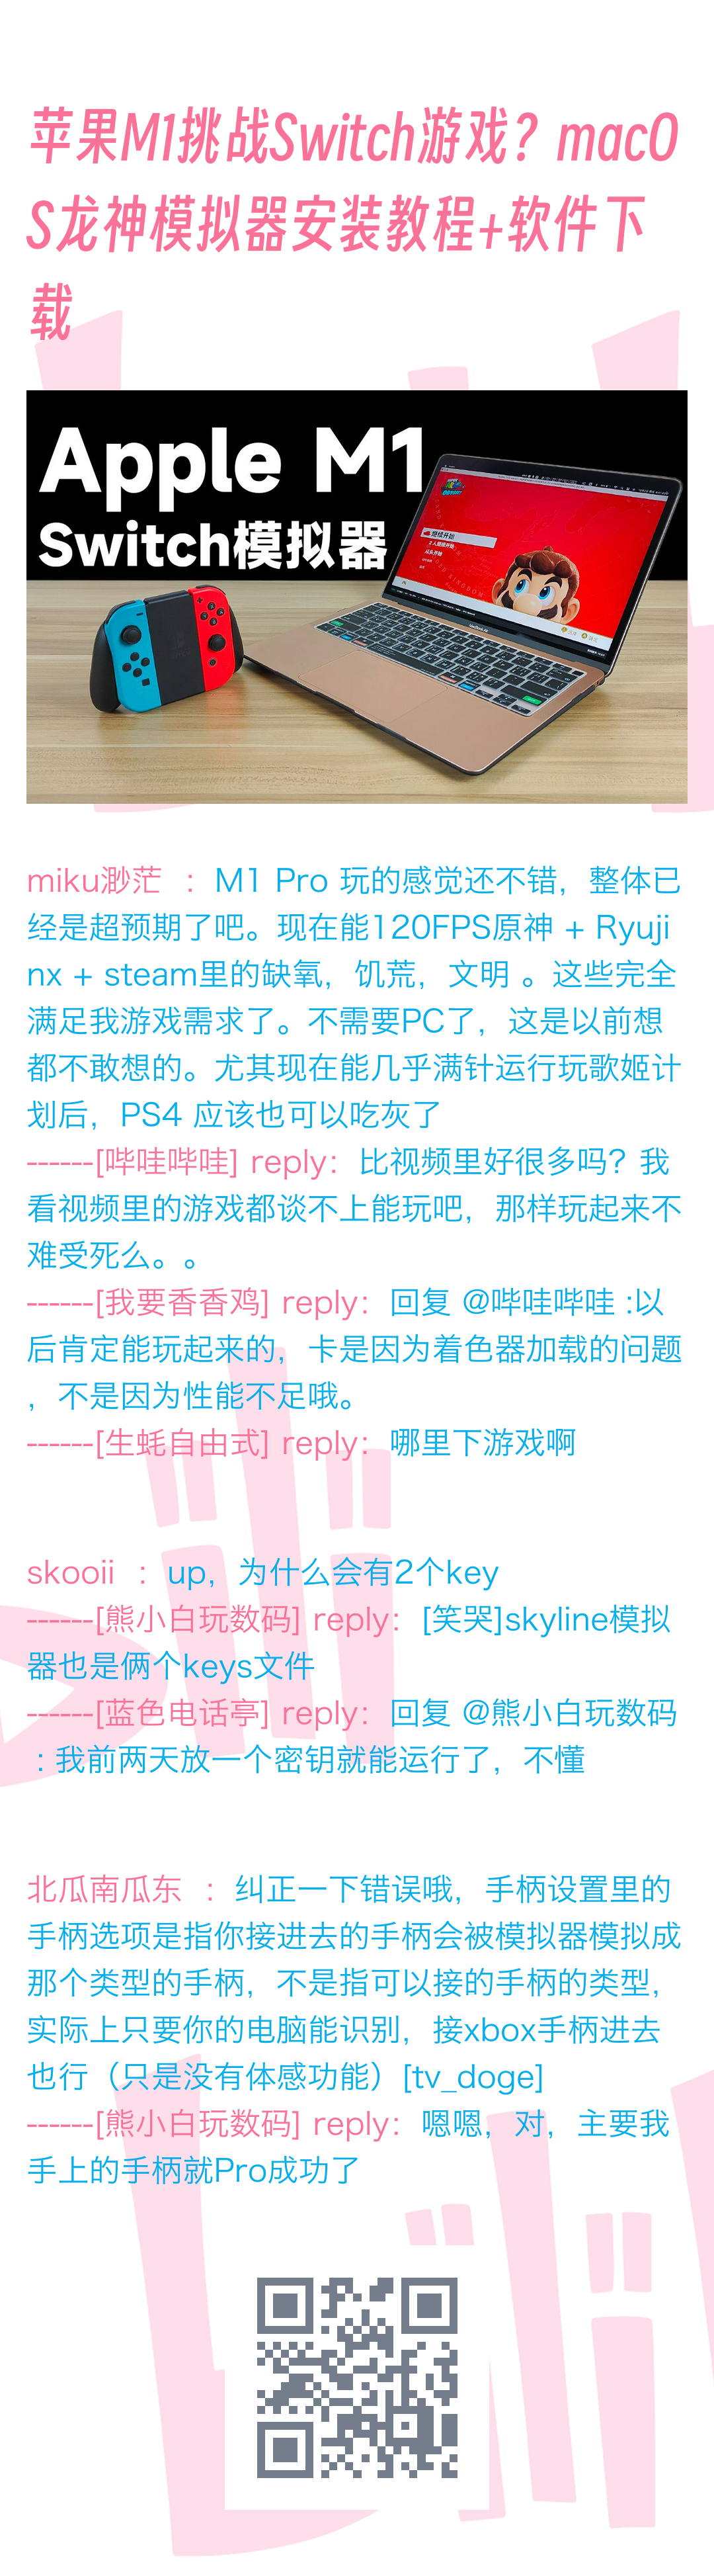 苹果M1挑战Switch游戏？macO
S龙神模拟器安装教程+软件下
载
Apple M1
Switch模拟器
继续开始
2人继续开始
从头开始
MacBook Air
miku渺茫 ：M1 Pro 玩的感觉还不错，整体已
经是超预期了吧。现在能120FPS原神 + Ryuji
nx + steam里的缺氧，饥荒，文明 。这些完全
满足我游戏需求了。不需要PC了，这是以前想
都不敢想的。尤其现在能几乎满针运行玩歌姬计
划后，PS4 应该也可以吃灰了
------[哔哇哔哇] reply：比视频里好很多吗？我
看视频里的游戏都谈不上能玩吧，那样玩起来不
难受死么。。
------[我要香香鸡] reply：回复 @哔哇哔哇 :以
后肯定能玩起来的，卡是因为着色器加载的问题
，不是因为性能不足哦。
------[生蚝自由式] reply：哪里下游戏啊
skooii ：up，为什么会有2个key
------[熊小白玩数码] reply：[笑哭]skyline模拟
器也是俩个keys文件
------[蓝色电话亭] reply：回复 @熊小白玩数码
：我前两天放一个密钥就能运行了，不懂
北瓜南瓜东 ：纠正一下错误哦，手柄设置里的
手柄选项是指你接进去的手柄会被模拟器模拟成
那个类型的手柄，不是指可以接的手柄的类型，
实际上只要你的电脑能识别，接xbox手柄进去
也行（只是没有体感功能）[tv_doge]
------[熊小白玩数码] reply：嗯嗯，对，主要我
手上的手柄就Pro成功了